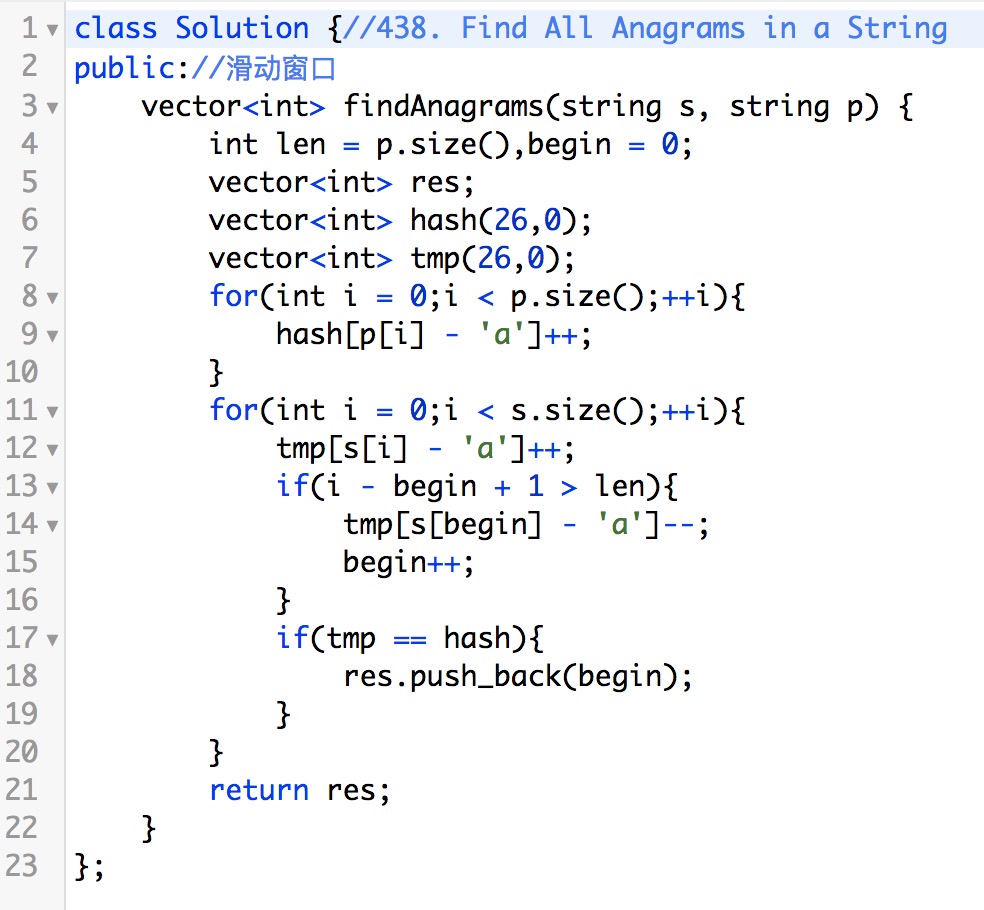 1 class Solution {//438. Find All Anagrams in a String
2 public://滑动窗口
3     vector<int> findAnagrams(string s, string p) {
4         int len = p.size(),begin = 0;
5         vector<int> res;
6         vector<int> hash(26,0);
7         vector<int> tmp(26,0);
8         for(int i = 0;i < p.size();++i){
9             hash[p[i] - 'a']++;
10         }
11         for(int i = 0;i < s.size();++i){
12             tmp[s[i] - 'a']++;
13             if(i - begin + 1 > len){
14                 tmp[s[begin] - 'a']--;
15                 begin++;
16             }
17             if(tmp == hash){
18                 res.push_back(begin);
19             }
20         }
21         return res;
22     }
23 };